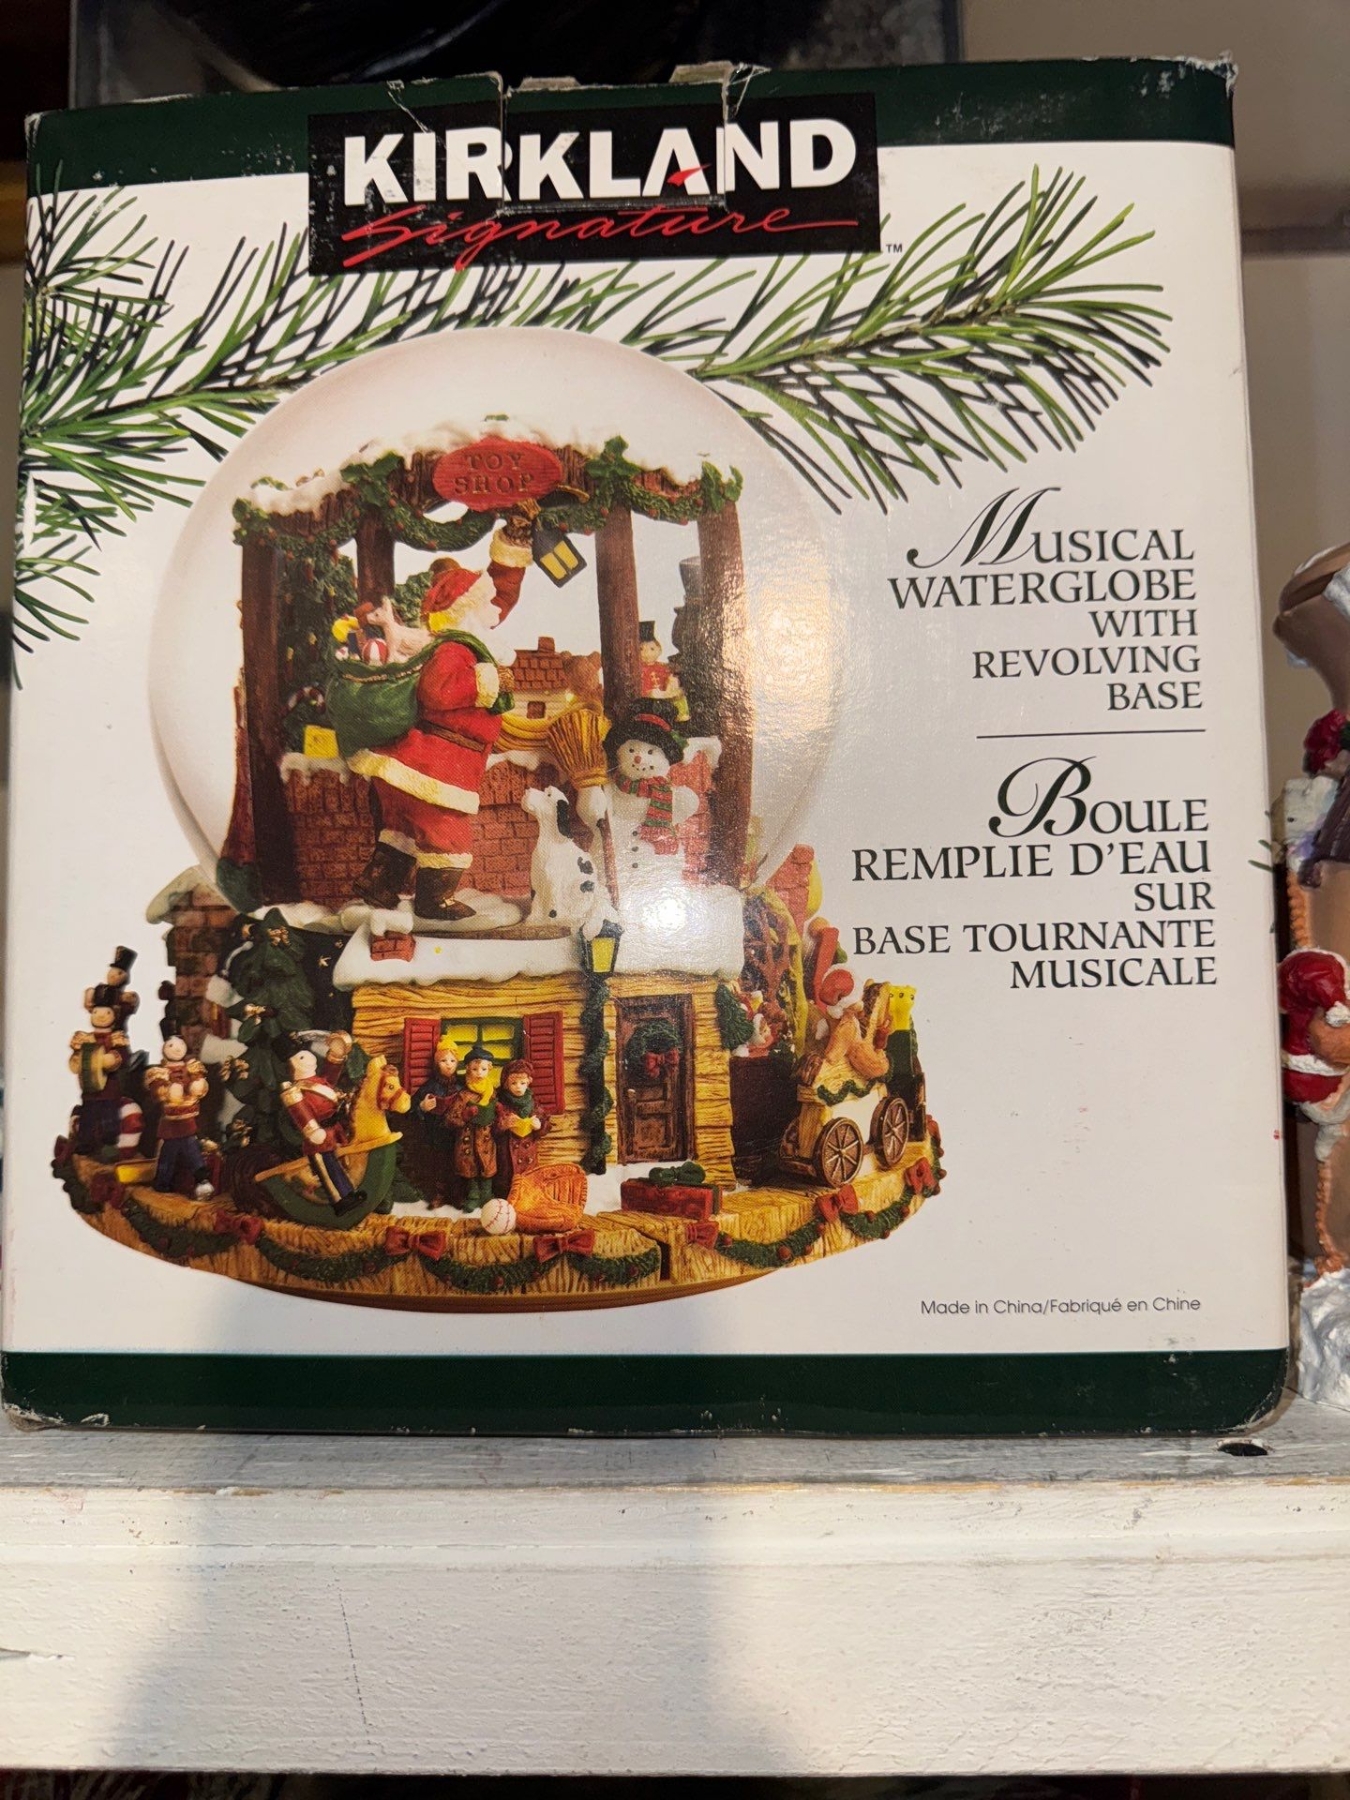 KIRKLAND
Signature
™
TOY
SHOP
MUSICAL
WATERGLOBE
WITH
REVOLVING
BASE
BOULE
REMPLIE D'EAU
SUR
BASE TOURNANTE
MUSICALE
Made in China/Fabriqué en Chine